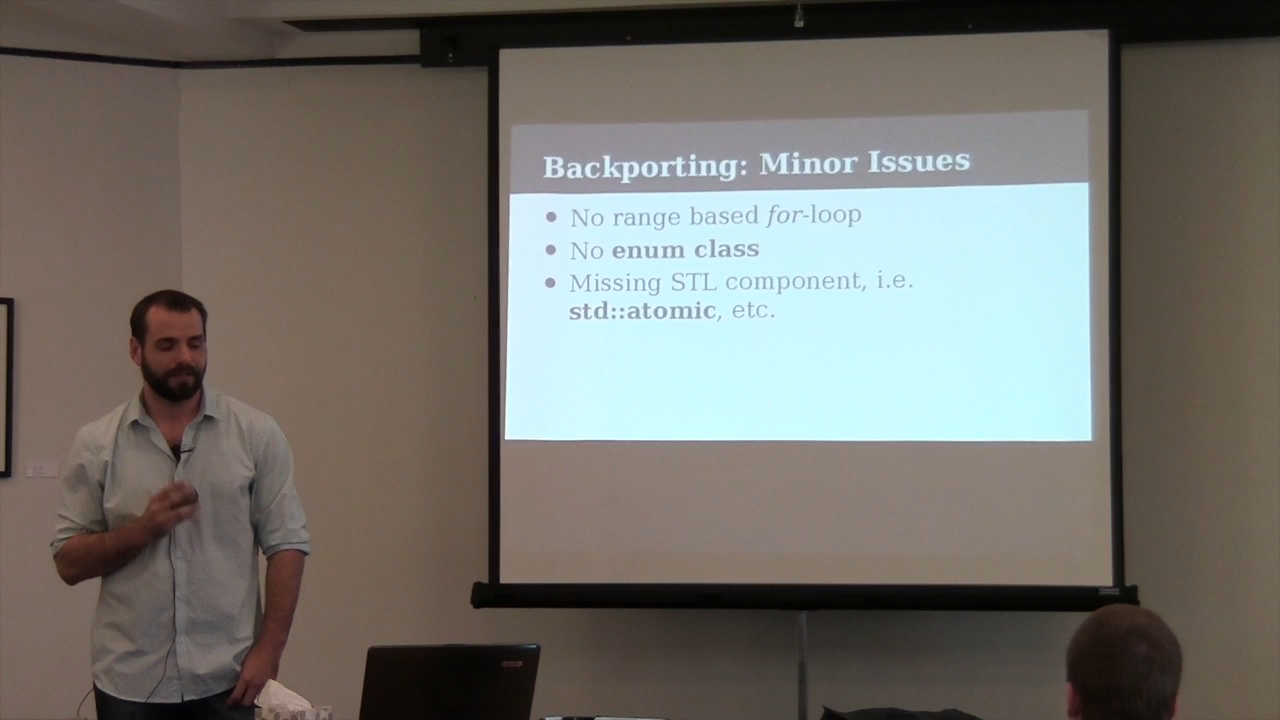 Backporting: Minor Issues
• No range based for-loop
• No enum class
• Missing STL component, i.e.
std::atomic, etc.